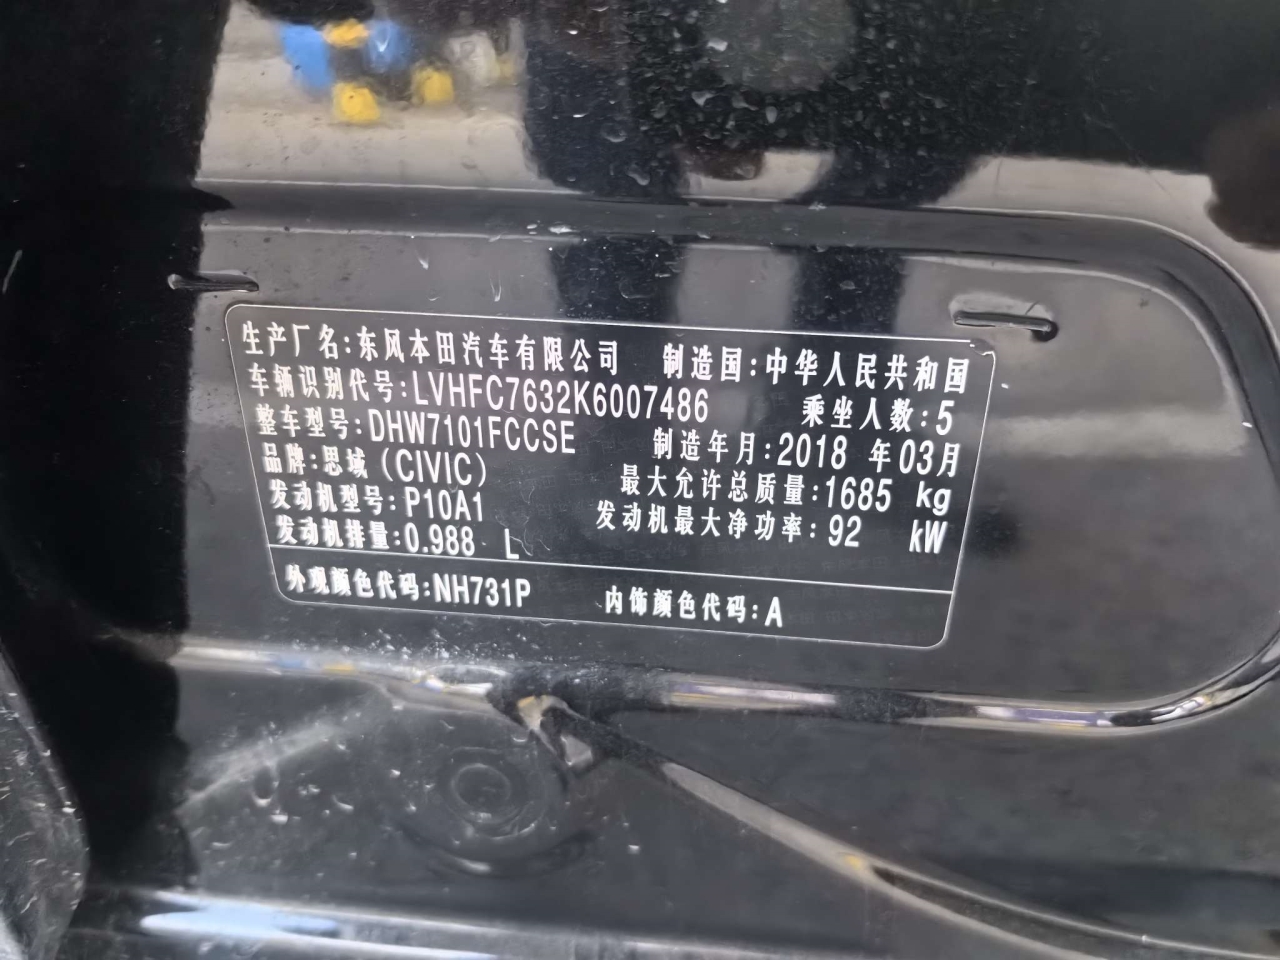 生产厂名:东风本田汽车有限公司 制造国:中华人民共和国
车辆识别代号:LVHFC7632K6007486 乘坐人数:5
整车型号:DHW7101FCCSE 制造年月:2018 年03月
品牌:思域(CIVIC) 最大允许总质量:1685 kg
发动机型号:P10A1 发动机最大净功率:92 kW
发动机排量:0.988 L
外观颜色代码:NH731P 内饰颜色代码:A